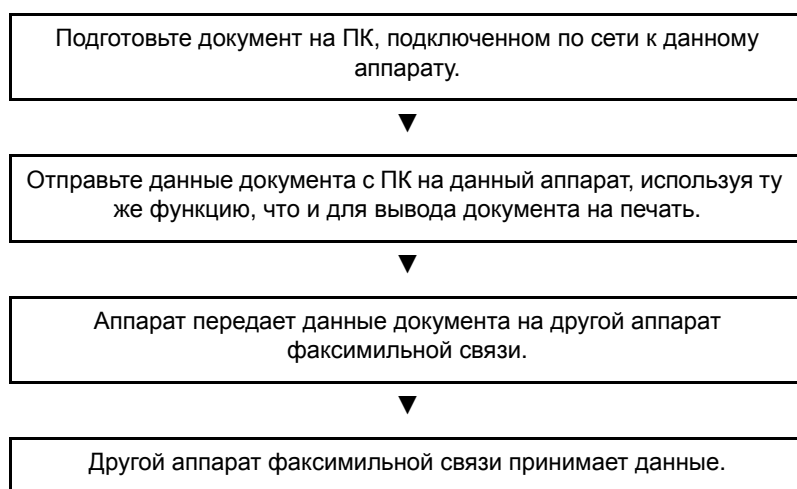 Подготовьте документ на ПК, подключенном по сети к данному
аппарату.
▼
Отправьте данные документа с ПК на данный аппарат, используя ту
же функцию, что и для вывода документа на печать.
▼
Аппарат передает данные документа на другой аппарат
факсимильной связи.
▼
Другой аппарат факсимильной связи принимает данные.